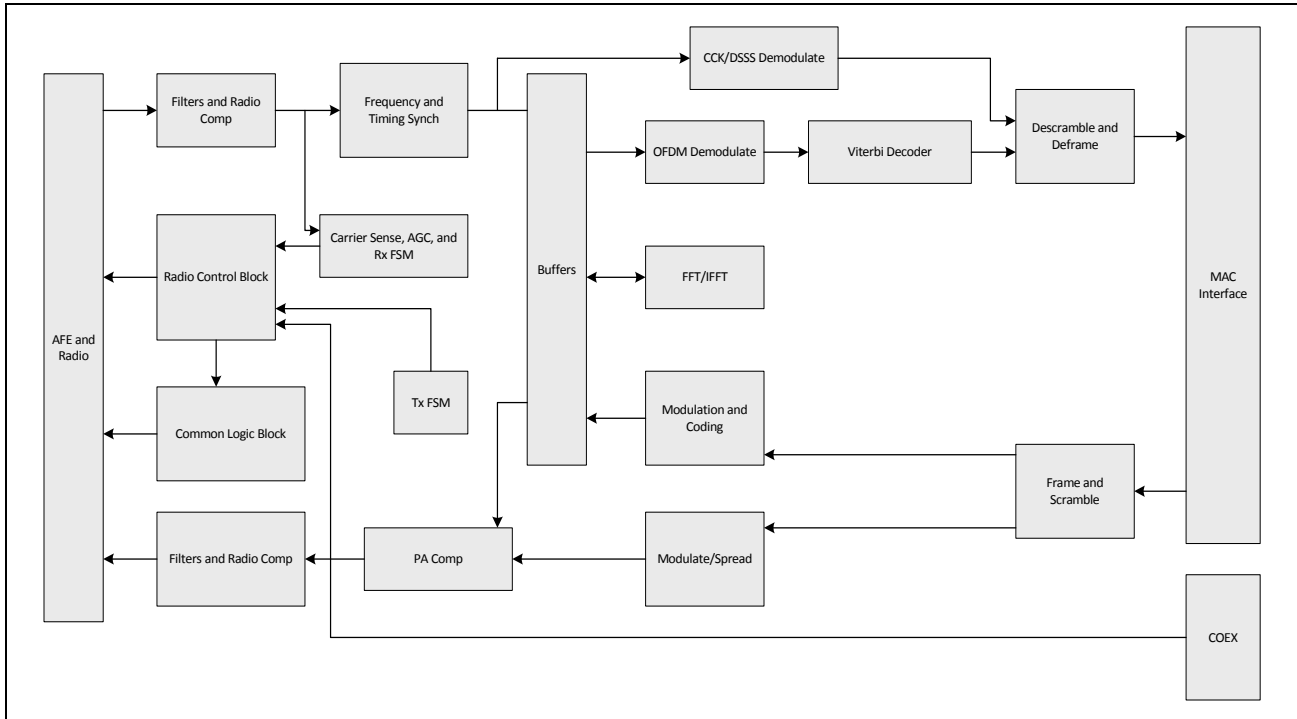 CCK/DSSS Demodulate
Filters and Radio
Comp
Frequency and
Timing Synch
Descramble and
Deframe
OFDM Demodulate
Viterbi Decoder
Carrier Sense, AGC, and
Rx FSM
Radio Control Block
Buffers
FFT/IFFT
MAC
Interface
AFE and
Radio
Tx FSM
Modulation and
Coding
Common Logic Block
Frame and
Scramble
Filters and Radio Comp
PA Comp
Modulate/Spread
COEX